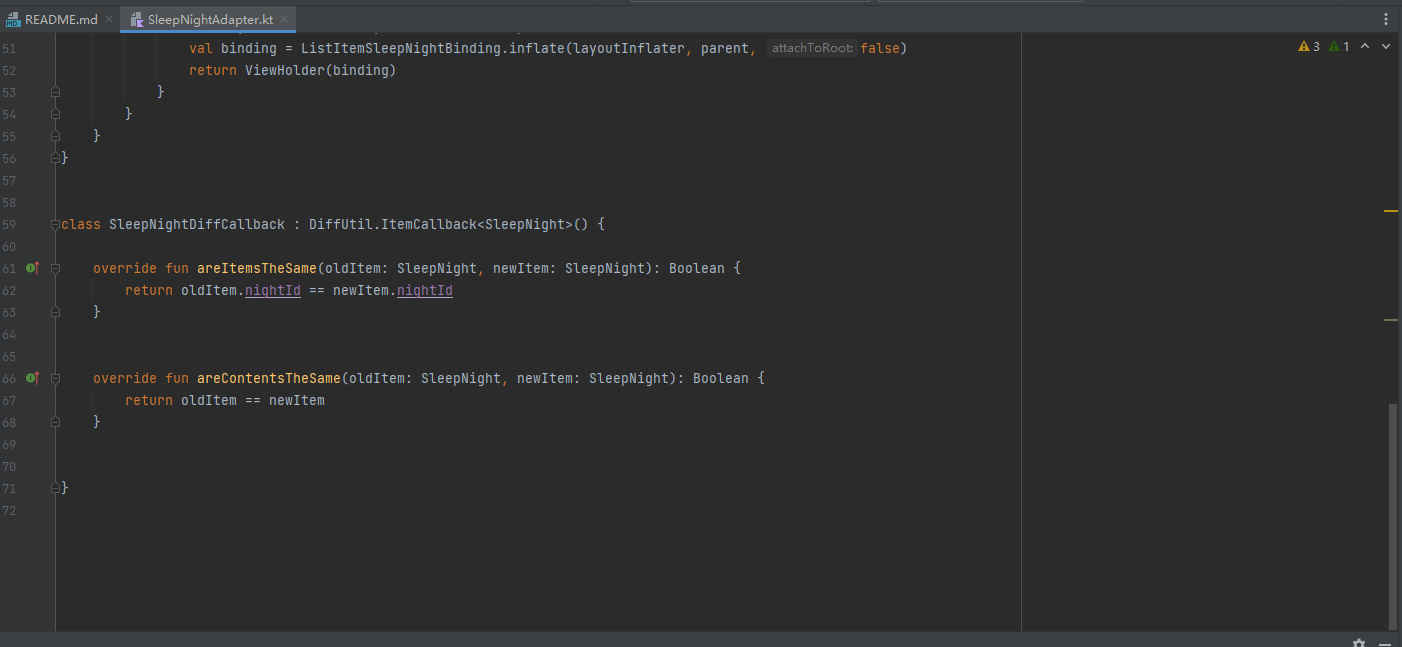 README.md
SleepNightAdapter.kt
3
1
51 val binding = ListItemSleepNightBinding.inflate(layoutInflater, parent, attachToRoot: false)
52 return ViewHolder(binding)
53 }
54 }
55 }
56 }
57
58
59 class SleepNightDiffCallback : DiffUtil.ItemCallback<SleepNight>() {
60
61 override fun areItemsTheSame(oldItem: SleepNight, newItem: SleepNight): Boolean {
62 return oldItem.nightId == newItem.nightId
63 }
64
65
66 override fun areContentsTheSame(oldItem: SleepNight, newItem: SleepNight): Boolean {
67 return oldItem == newItem
68 }
69
70
71 }
72